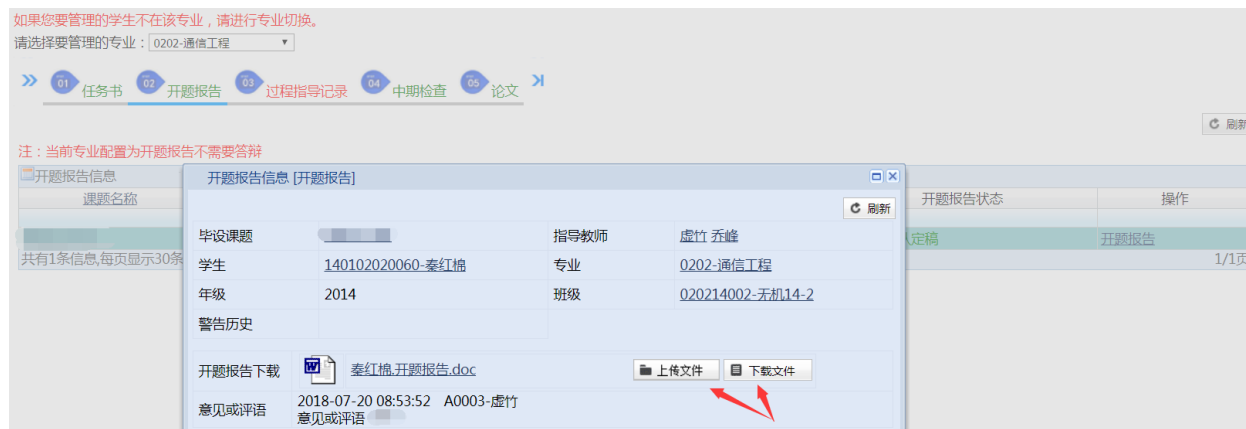 如果您要管理的学生不在该专业，请进行专业切换。
请选择要管理的专业：0202-通信工程
01 任务书 02 开题报告 03 过程指导记录 04 中期检查 05 论文
刷新
注：当前专业配置为开题报告不需要答辩
开题报告信息
课题名称 开题报告状态 操作
定稿 开题报告
共有1条信息,每页显示30条 1/1页
开题报告信息 [开题报告]
刷新
毕设课题 指导教师 虚竹 乔峰
学生 140102020060-秦红棉 专业 0202-通信工程
年级 2014 班级 020214002-无机14-2
警告历史
开题报告下载 秦红棉.开题报告.doc 上传文件 下载文件
意见或评语 2018-07-20 08:53:52 A0003-虚竹
意见或评语